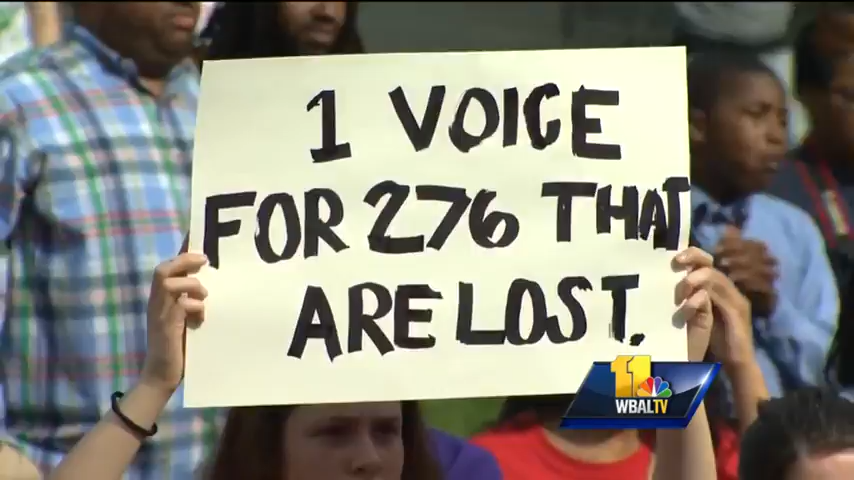 1 VOICE
FOR 276 THAT
ARE LOST.
11
WBALTV